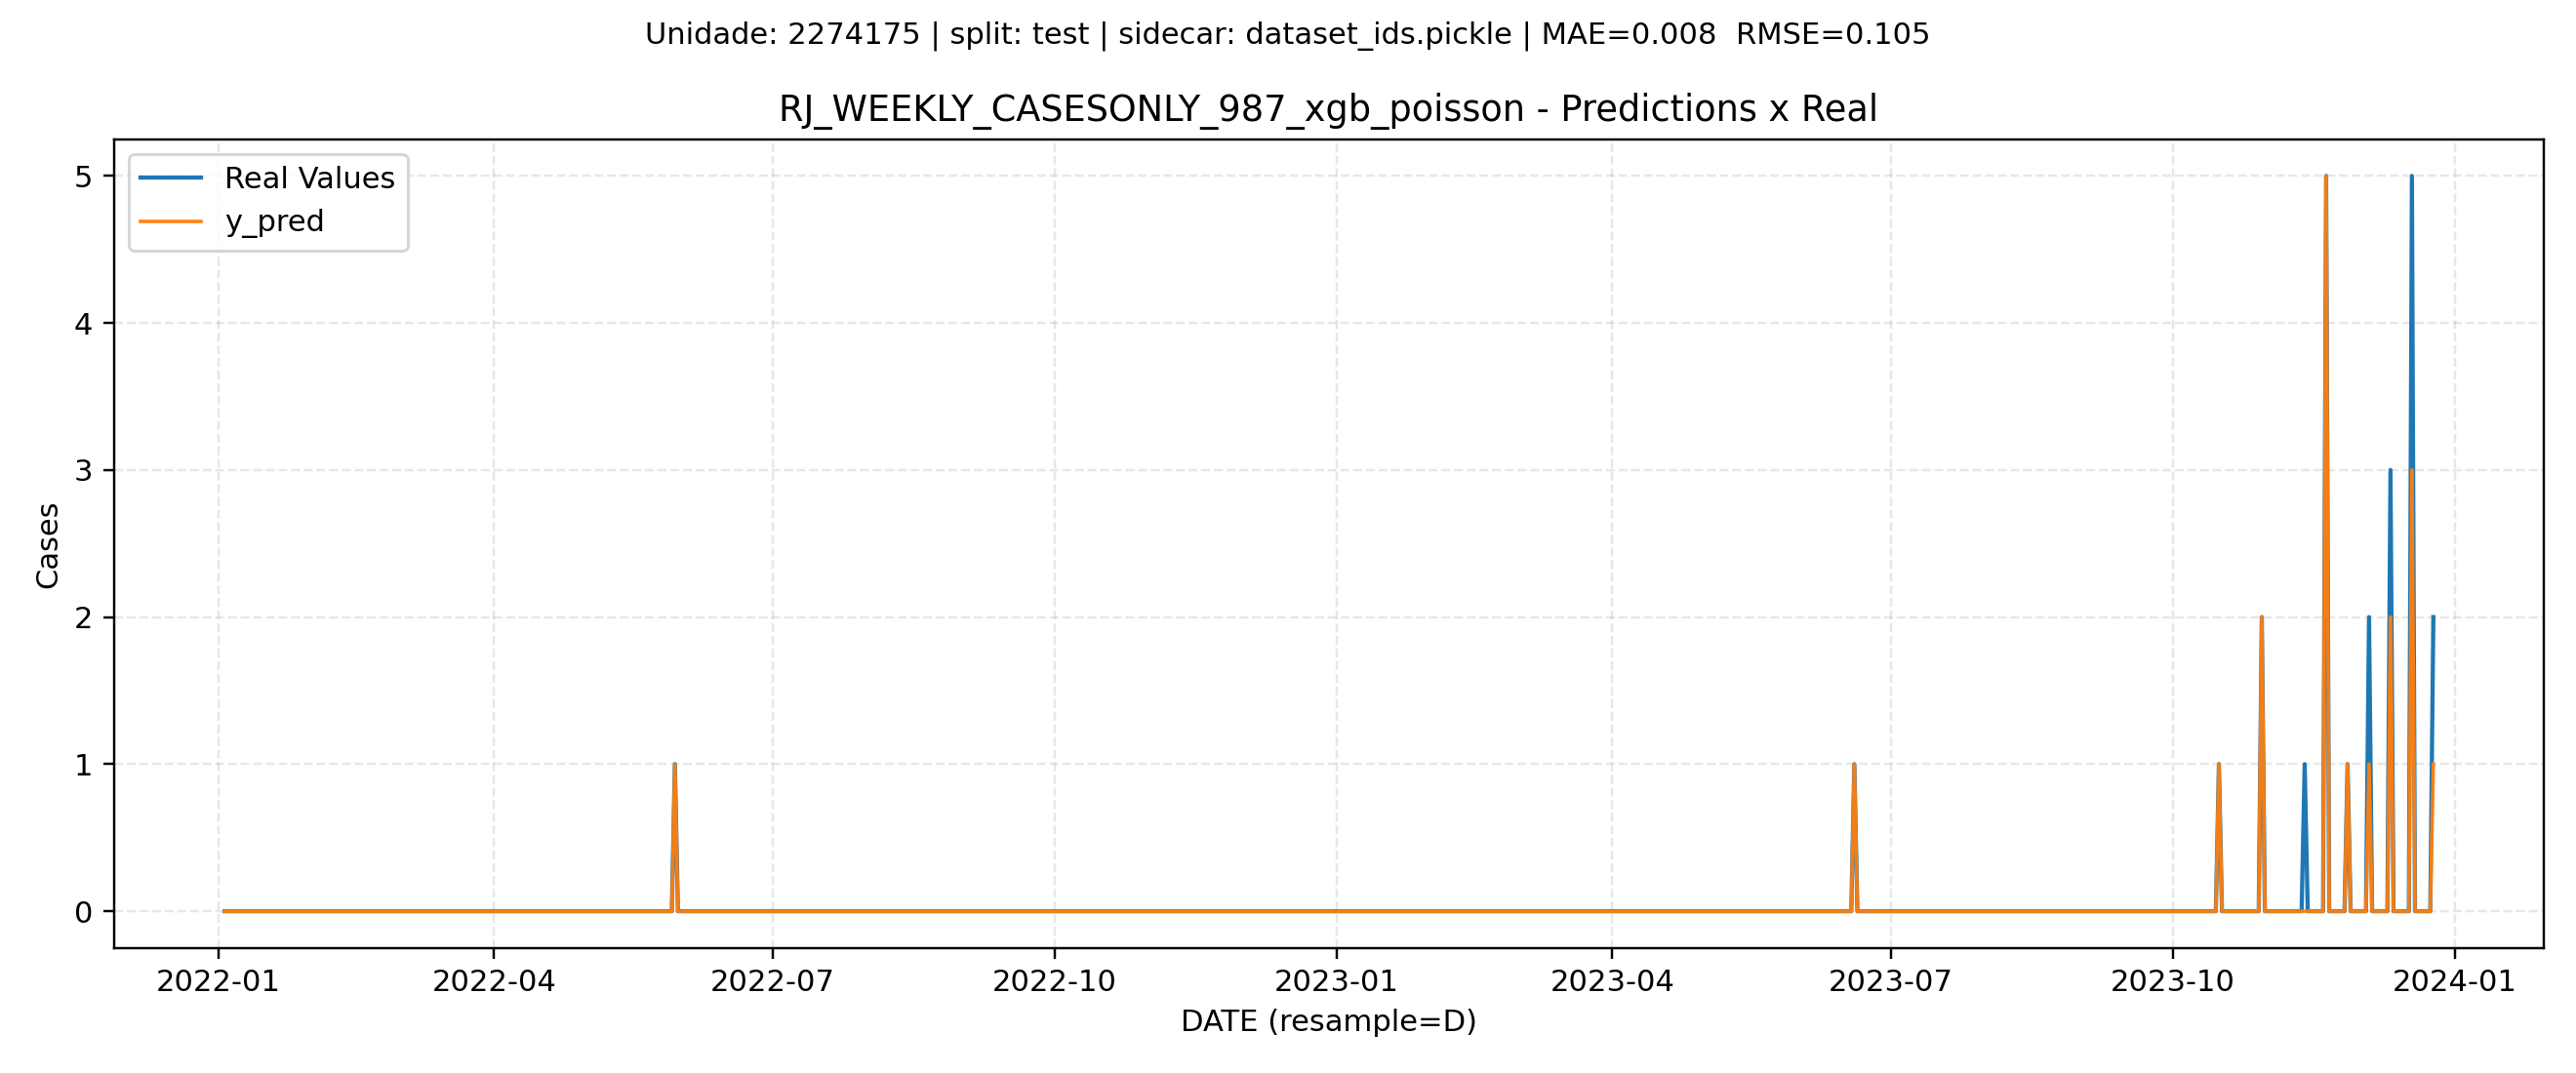 Unidade: 2274175 | split: test | sidecar: dataset_ids.pickle | MAE=0.008  RMSE=0.105
RJ_WEEKLY_CASESONLY_987_xgb_poisson - Predictions x Real
Real Values
y_pred
5
4
3
2
1
0
Cases
2022-01
2022-04
2022-07
2022-10
2023-01
2023-04
2023-07
2023-10
2024-01
DATE (resample=D)